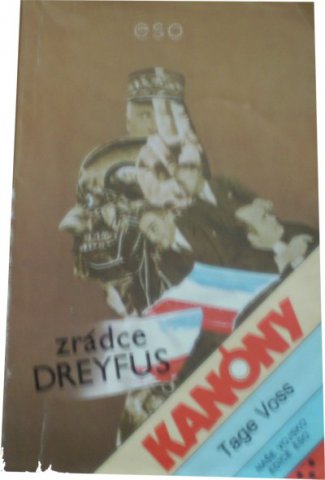 eso
zrádce
DREYFUS
KANÓNY
Tage Voss
NAŠE VOJSKO
EDICE ESO